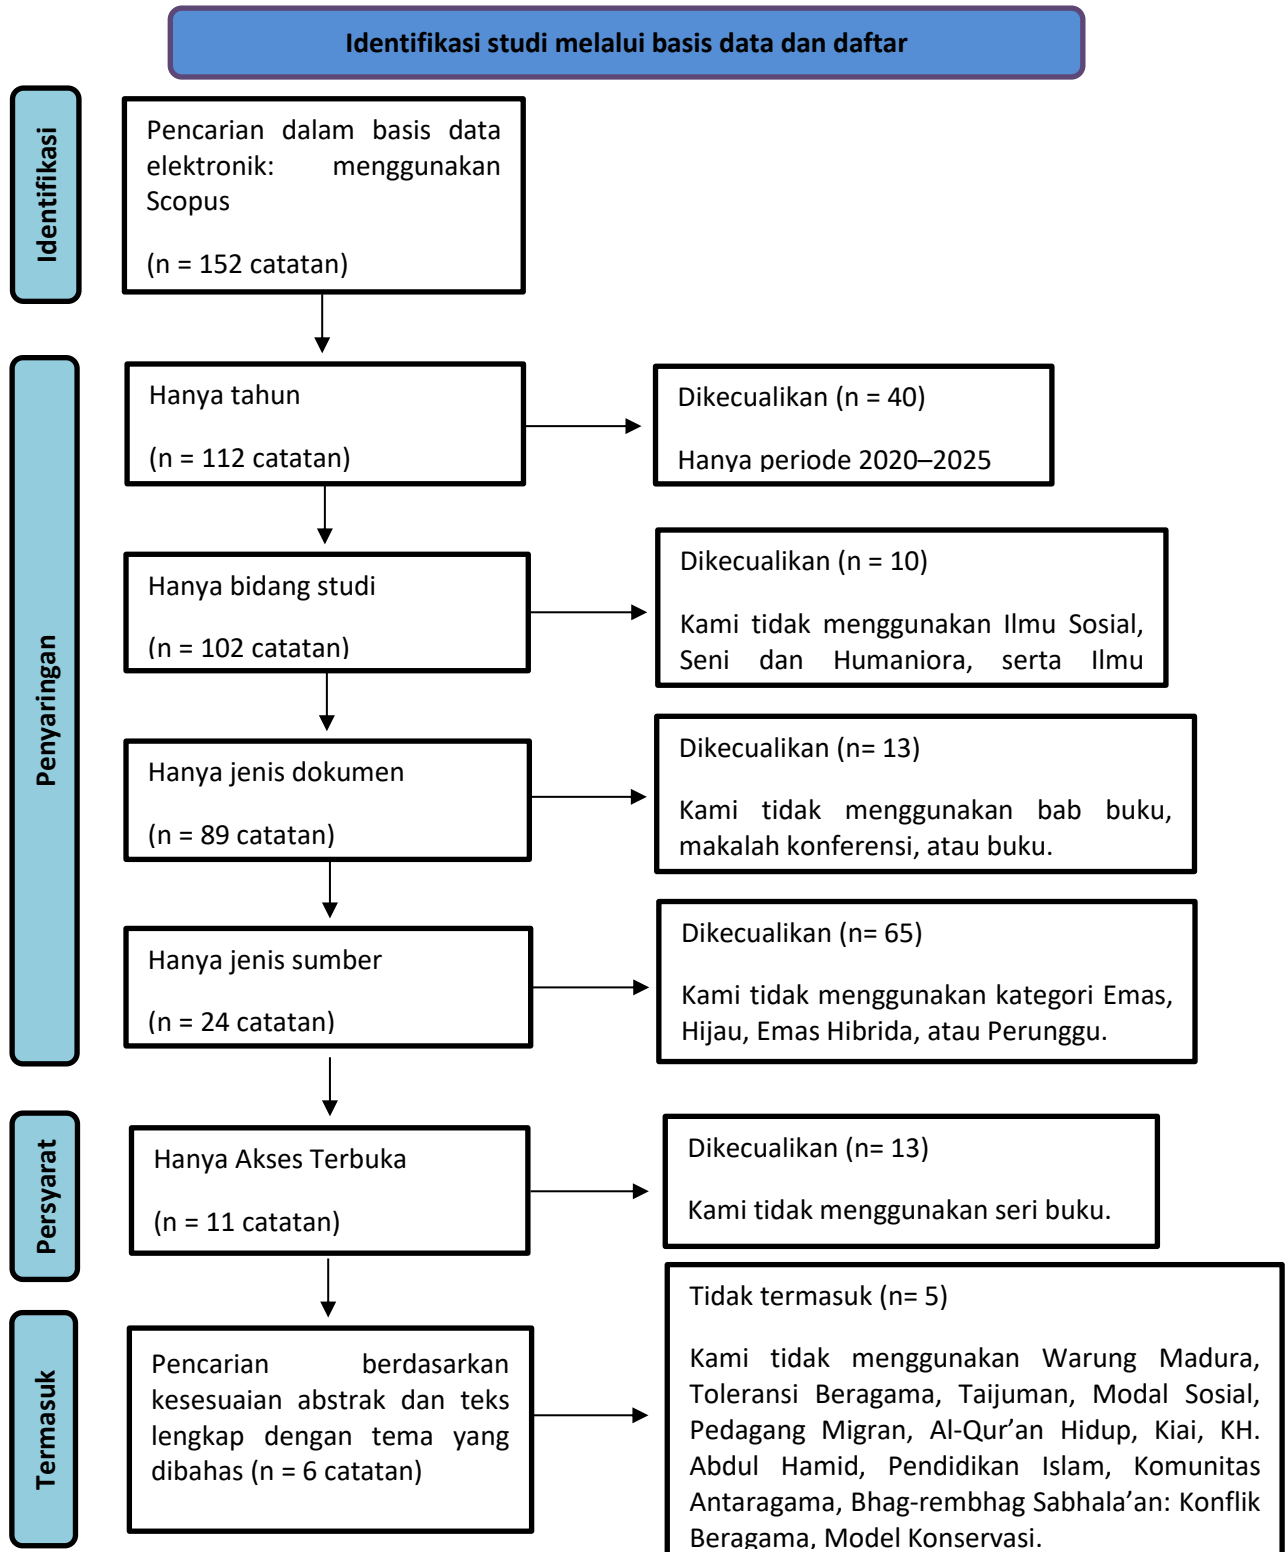 Identifikasi studi melalui basis data dan daftar
Identifikasi
Pencarian dalam basis data
elektronik: menggunakan
Scopus
(n = 152 catatan)
Penyaringan
Hanya tahun
(n = 112 catatan)
Dikecualikan (n = 40)
Hanya periode 2020–2025
Hanya bidang studi
(n = 102 catatan)
Dikecualikan (n = 10)
Kami tidak menggunakan Ilmu Sosial,
Seni dan Humaniora, serta Ilmu
Hanya jenis dokumen
(n = 89 catatan)
Dikecualikan (n= 13)
Kami tidak menggunakan bab buku,
makalah konferensi, atau buku.
Hanya jenis sumber
(n = 24 catatan)
Dikecualikan (n= 65)
Kami tidak menggunakan kategori Emas,
Hijau, Emas Hibrida, atau Perunggu.
Persyarat
Hanya Akses Terbuka
(n = 11 catatan)
Dikecualikan (n= 13)
Kami tidak menggunakan seri buku.
Termasuk
Pencarian berdasarkan
kesesuaian abstrak dan teks
lengkap dengan tema yang
dibahas (n = 6 catatan)
Tidak termasuk (n= 5)
Kami tidak menggunakan Warung Madura,
Toleransi Beragama, Taijuman, Modal Sosial,
Pedagang Migran, Al-Qur’an Hidup, Kiai, KH.
Abdul Hamid, Pendidikan Islam, Komunitas
Antaragama, Bhag-rembhag Sabhala’an: Konflik
Beragama, Model Konservasi.